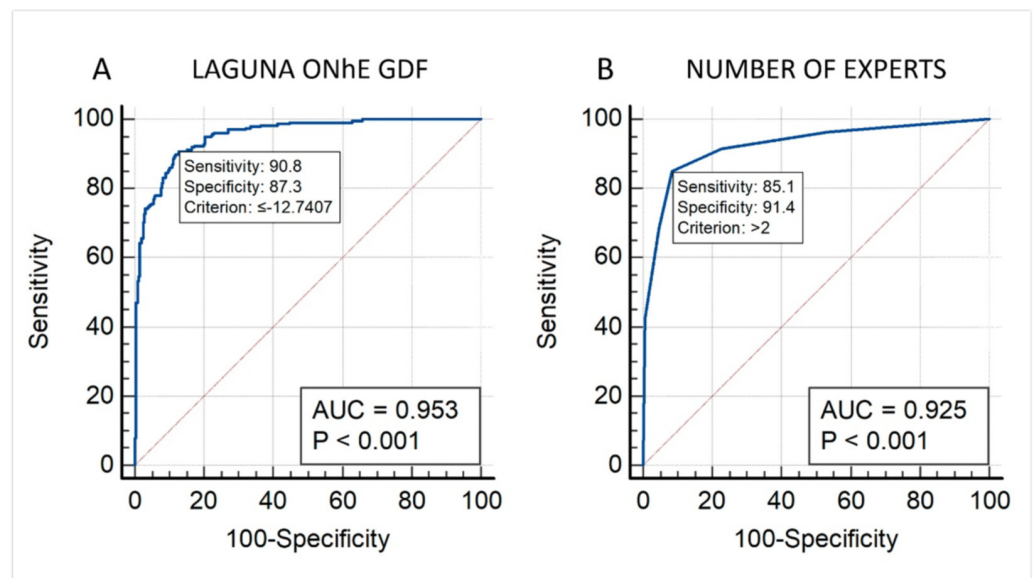 A
LAGUNA ONhE GDF
100
80
60
40
20
0
Sensitivity
Sensitivity: 90.8
Specificity: 87.3
Criterion: ≤-12.7407
AUC = 0.953
P < 0.001
0 20 40 60 80 100
100-Specificity
B
NUMBER OF EXPERTS
100
80
60
40
20
0
Sensitivity
Sensitivity: 85.1
Specificity: 91.4
Criterion: >2
AUC = 0.925
P < 0.001
0 20 40 60 80 100
100-Specificity